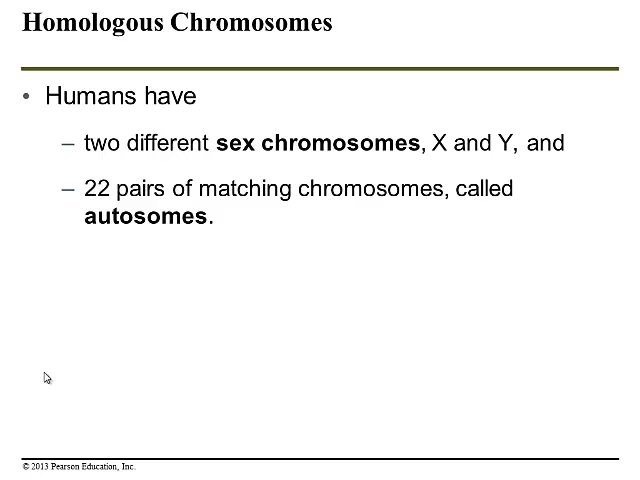 Homologous Chromosomes
• Humans have
– two different sex chromosomes, X and Y, and
– 22 pairs of matching chromosomes, called
autosomes.
© 2013 Pearson Education, Inc.